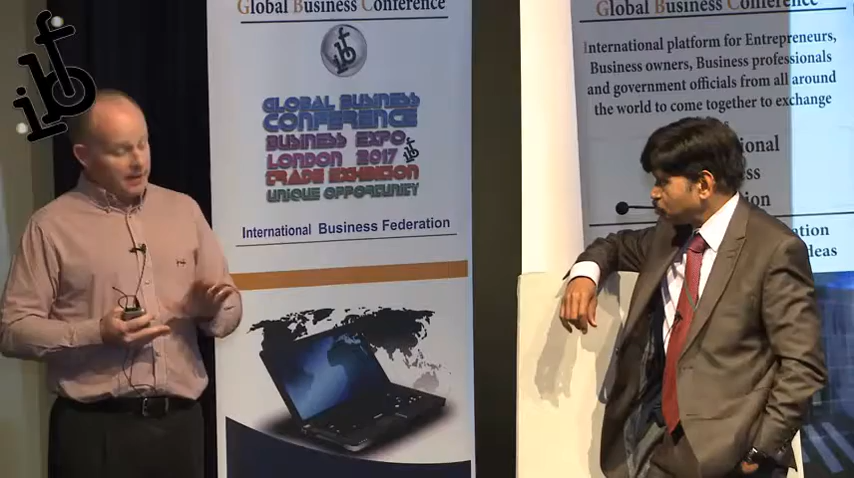 ibf
Global Business Conference
ibf
GLOBAL BUSINESS
CONFERENCE
BUSINESS EXPO
LONDON 2017
ibf
TRADE EXHIBITION
UNIQUE OPPORTUNITY
International Business Federation
Global Business Conference
International platform for Entrepreneurs,
Business owners, Business professionals
and government officials from all around
the world to come together to exchange